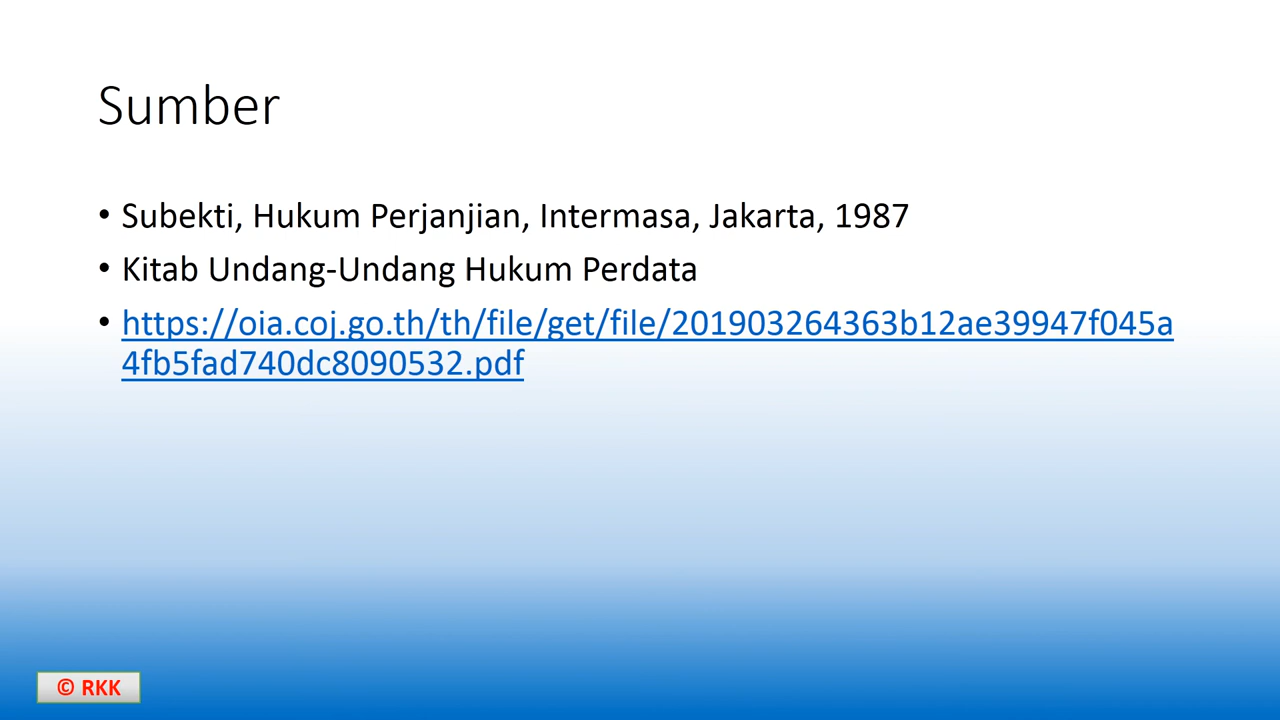 Sumber
• Subekti, Hukum Perjanjian, Intermasa, Jakarta, 1987
• Kitab Undang-Undang Hukum Perdata
• https://oia.coj.go.th/th/file/get/file/201903264363b12ae39947f045a
4fb5fad740dc8090532.pdf
© RKK